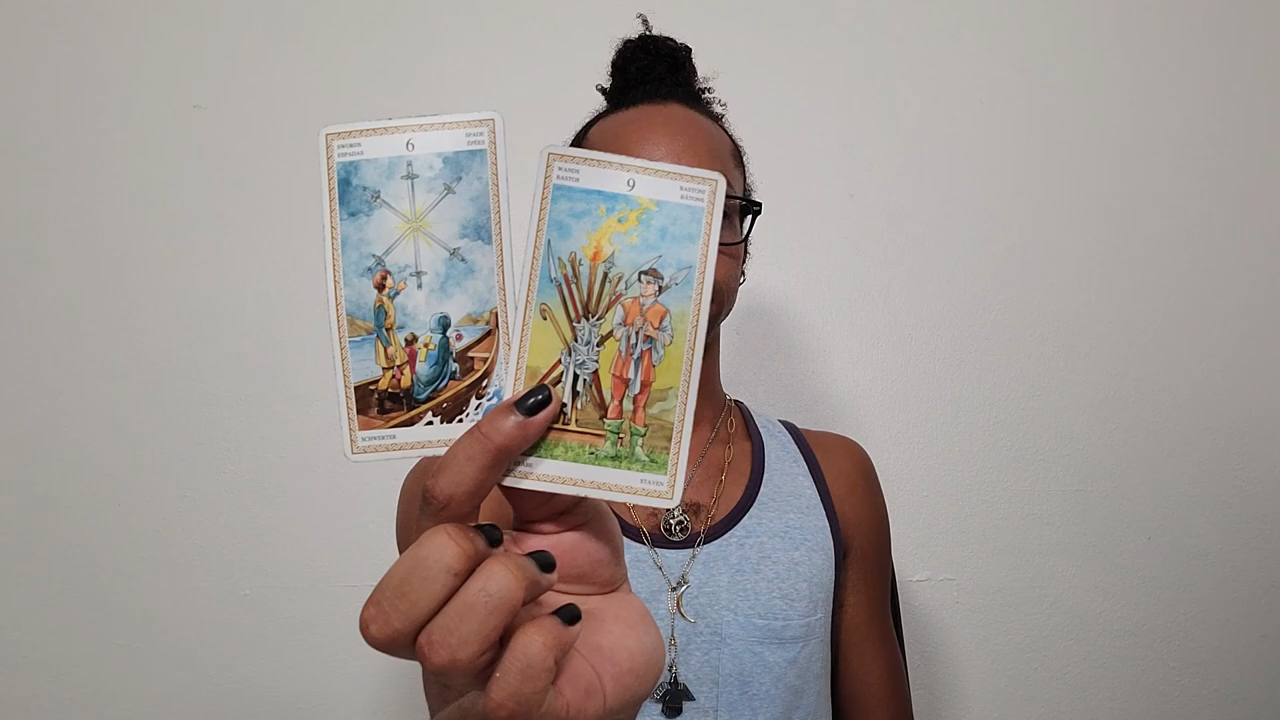 SWORDS
ESPADAS
6
SPADE
ÉPÉES
SCHWERTER
WANDS
BASTOS
9
BASTONI
BÂTONS
STAVEN